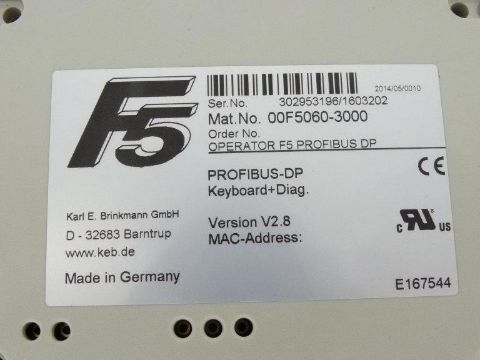 F5
2014/05/0010
Ser.No. 302953196/1603202
Mat.No. 00F5060-3000
Order No.
OPERATOR F5 PROFIBUS DP
PROFIBUS-DP
Keyboard+Diag.
CE
Karl E. Brinkmann GmbH
D - 32683 Barntrup
www.keb.de
Version V2.8
MAC-Address:
c RU US
Made in Germany
E167544